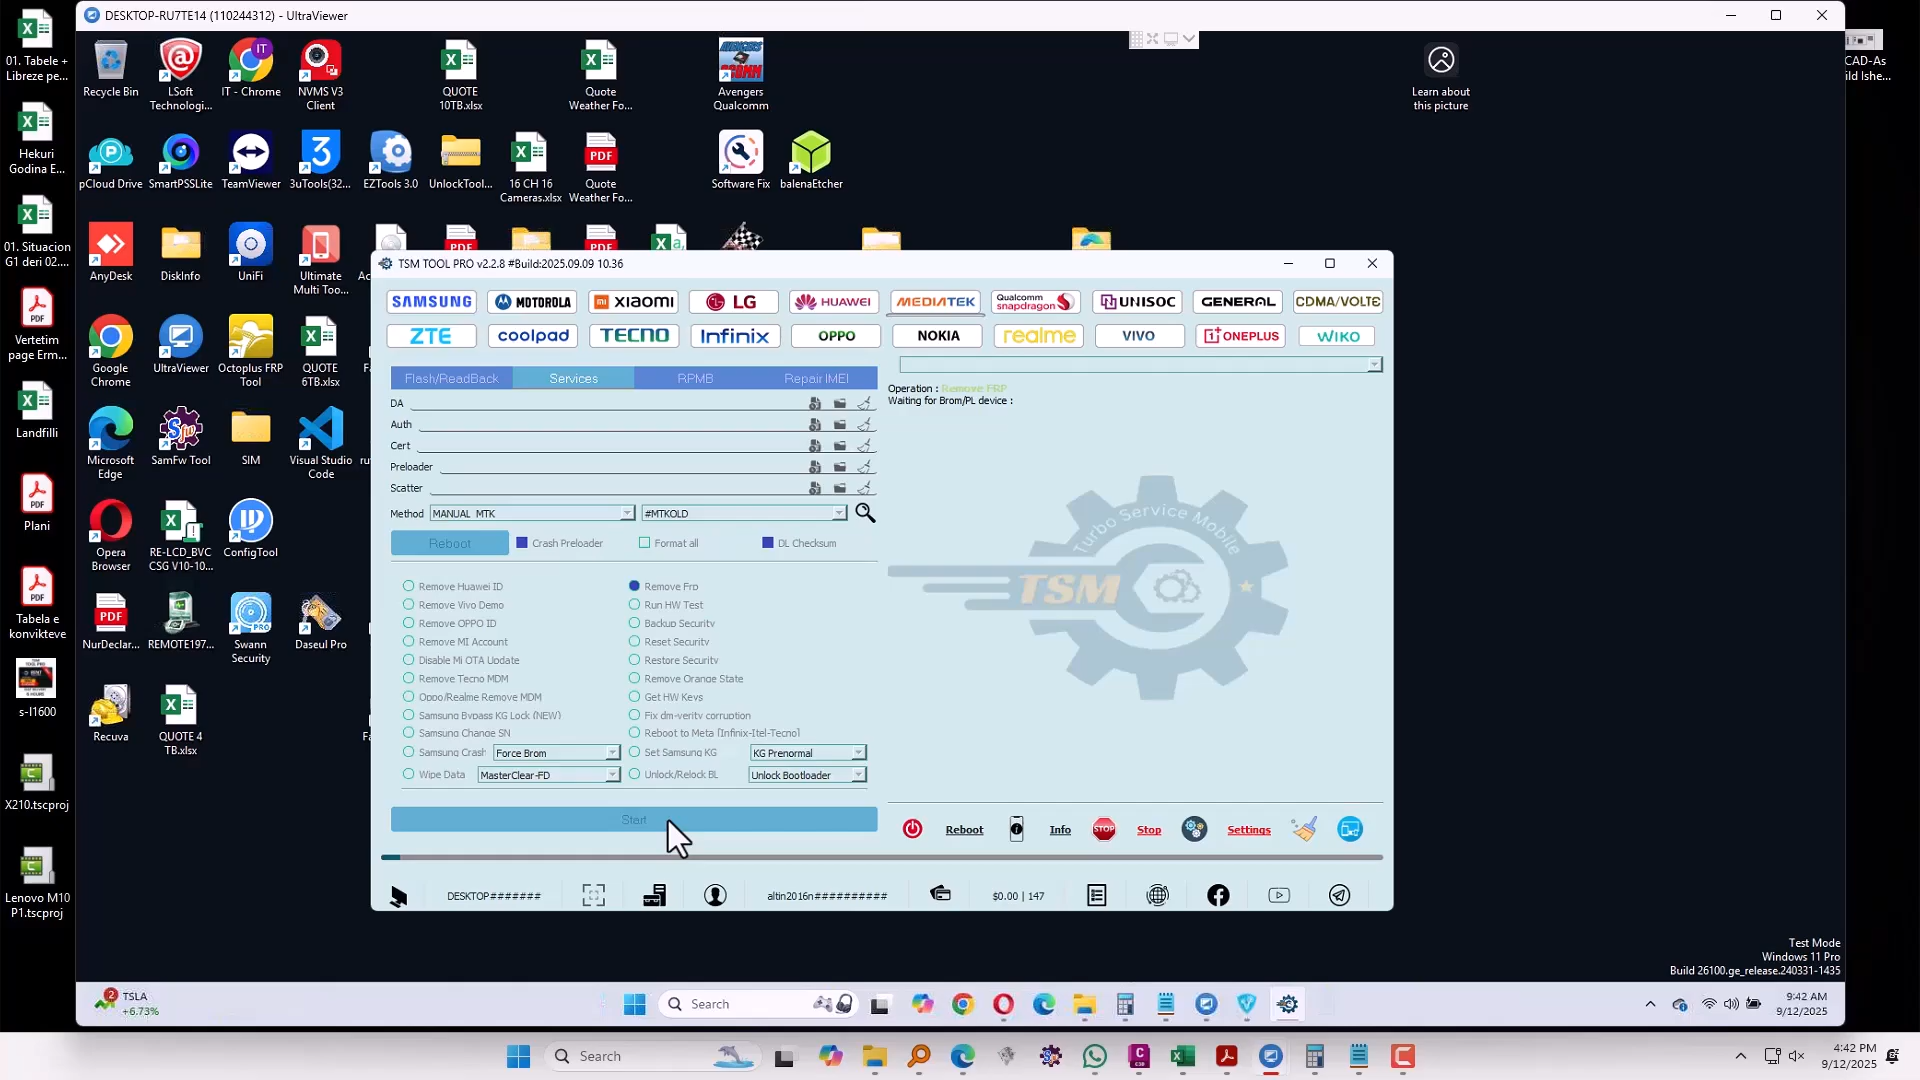 DESKTOP-RU7TE14 (110244312) - UltraViewer
01. Tabele +
Libreze pe...
Hekuri
Godina E...
01. Situacion
G1 deri 02....
Vertetim
page Erm...
Landfilli
Plani
Tabela e
konvikteve
s-l1600
X210.tscproj
Lenovo M10
P1.tscproj
Recycle Bin
LSoft
Technologi...
IT - Chrome
NVMS V3
Client
QUOTE
10TB.xlsx
Quote
Weather Fo...
Avengers
Qualcomm
Learn about
this picture
pCloud Drive
SmartPSSLite
TeamViewer
3uTools(32...
EZTools 3.0
UnlockTool...
16 CH 16
Cameras.xlsx
Quote
Weather Fo...
Software Fix
balenaEtcher
AnyDesk
DiskInfo
UniFi
Ultimate
Multi Too...
Google
Chrome
UltraViewer
Octoplus FRP
Tool
QUOTE
6TB.xlsx
Microsoft
Edge
SamFw Tool
SIM
Visual Studio
Code
Opera
Browser
RE-LCD_BVC
CSG V10-10...
ConfigTool
NurDeclar...
REMOTE197...
Swann
Security
Daseul Pro
Recuva
QUOTE 4
TB.xlsx
TSM TOOL PRO v2.2.8 #Build:2025.09.09 10.36
SAMSUNG
MOTOROLA
XIAOMI
LG
HUAWEI
MEDIATEK
Qualcomm snapdragon
UNISOC
GENERAL
CDMA/VOLTE
ZTE
coolpad
TECNO
Infinix
OPPO
NOKIA
realme
VIVO
ONEPLUS
WIKO
Flash/ReadBack
Services
RPMB
Repair IMEI
DA
Auth
Cert
Preloader
Scatter
Method
MANUAL MTK
#MTKOLD
Reboot
Crash Preloader
Format all
DL Checksum
Remove Huawei ID
Remove Frp
Remove Vivo Demo
Run HW Test
Remove OPPO ID
Backup Security
Remove MI Account
Reset Security
Disable Mi OTA Update
Restore Security
Remove Tecno MDM
Remove Orange State
Oppo/Realme Remove MDM
Get HW Keys
Samsung Bypass KG Lock (NEW)
Fix dm-verity corruption
Samsung Change SN
Reboot to Meta [Infinix-Itel-Tecno]
Samsung Crash
Force Brom
Set Samsung KG
KG Prenormal
Wipe Data
MasterClear-FD
Unlock/Relock BL
Unlock Bootloader
Start
Operation : Remove FRP
Waiting for Brom/PL device :
Turbo Service Mobile
TSM
Reboot
Info
STOP
Stop
Settings
DESKTOP#######
altin2016n##########
$0.00 | 147
Test Mode
Windows 11 Pro
Build 26100.ge_release.240331-1435
TSLA
+6.73%
Search
9:42 AM
9/12/2025
Search
4:42 PM
9/12/2025